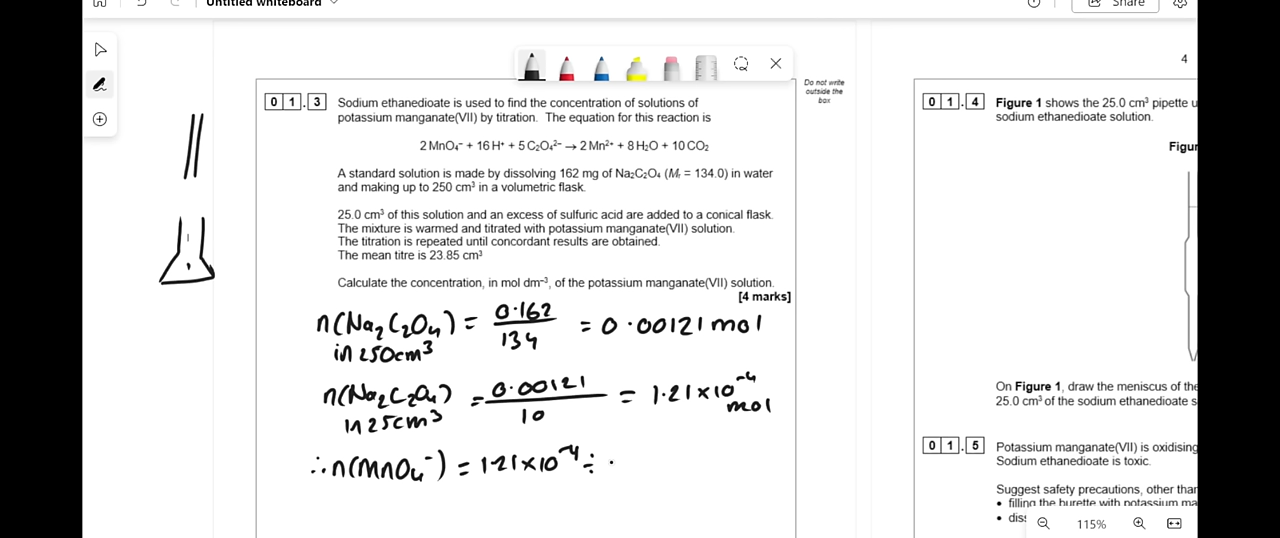 Untitled whiteboard
Share
4
Do not write
outside the
box
0 1 . 3 Sodium ethanedioate is used to find the concentration of solutions of
potassium manganate(VII) by titration. The equation for this reaction is
2 MnO₄⁻ + 16 H⁺ + 5 C₂O₄²⁻ → 2 Mn²⁺ + 8 H₂O + 10 CO₂
A standard solution is made by dissolving 162 mg of Na₂C₂O₄ (Mᵣ = 134.0) in water
and making up to 250 cm³ in a volumetric flask.
25.0 cm³ of this solution and an excess of sulfuric acid are added to a conical flask.
The mixture is warmed and titrated with potassium manganate(VII) solution.
The titration is repeated until concordant results are obtained.
The mean titre is 23.85 cm³
Calculate the concentration, in mol dm⁻³, of the potassium manganate(VII) solution.
[4 marks]
n(Na₂C₂O₄) = 0.162 / 134 = 0.00121 mol
in 250cm³
n(Na₂C₂O₄) = 0.00121 / 10 = 1.21×10⁻⁴ mol
in 25cm³
∴ n(MnO₄⁻) = 1.21×10⁻⁴ ÷
0 1 . 4 Figure 1 shows the 25.0 cm³ pipette u
sodium ethanedioate solution.
Figur
On Figure 1, draw the meniscus of the
25.0 cm³ of the sodium ethanedioate s
0 1 . 5 Potassium manganate(VII) is oxidising
Sodium ethanedioate is toxic.
Suggest safety precautions, other than
• filling the burette with potassium ma
• diss
115%